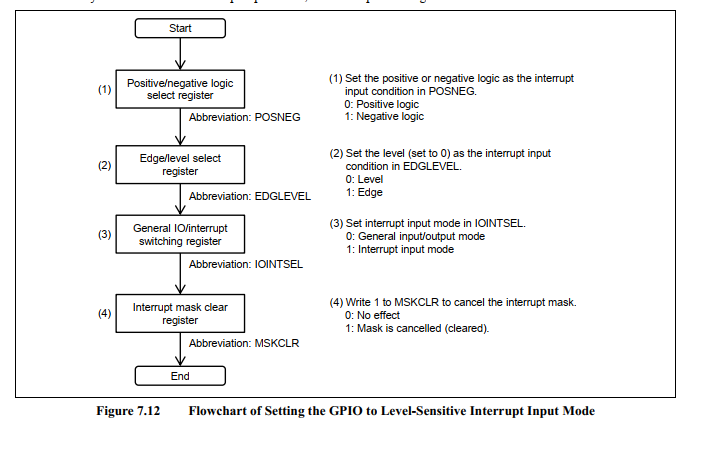 Start
(1)
Positive/negative logic
select register
Abbreviation: POSNEG
(1) Set the positive or negative logic as the interrupt
input condition in POSNEG.
0: Positive logic
1: Negative logic
(2)
Edge/level select
register
Abbreviation: EDGLEVEL
(2) Set the level (set to 0) as the interrupt input
condition in EDGLEVEL.
0: Level
1: Edge
(3)
General IO/interrupt
switching register
Abbreviation: IOINTSEL
(3) Set interrupt input mode in IOINTSEL.
0: General input/output mode
1: Interrupt input mode
(4)
Interrupt mask clear
register
Abbreviation: MSKCLR
(4) Write 1 to MSKCLR to cancel the interrupt mask.
0: No effect
1: Mask is cancelled (cleared).
End
Figure 7.12 Flowchart of Setting the GPIO to Level-Sensitive Interrupt Input Mode